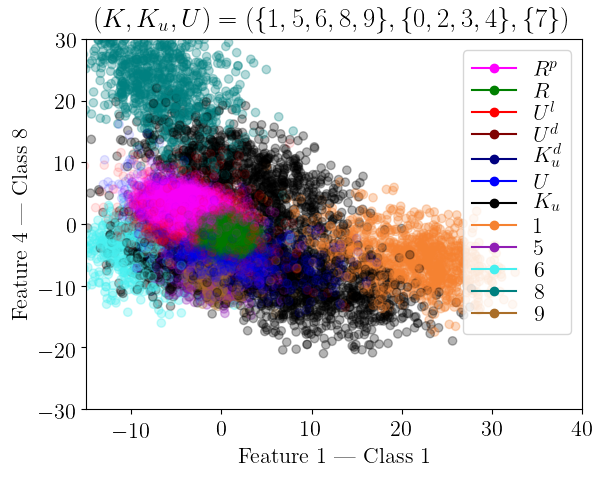 (K, K_u, U) = ({1, 5, 6, 8, 9}, {0, 2, 3, 4}, {7})
30
20
10
0
−10
−20
−30
−10
0
10
20
30
40
Feature 4 — Class 8
Feature 1 — Class 1
R^p
R
U^l
U^d
K_u^d
U
K_u
1
5
6
8
9